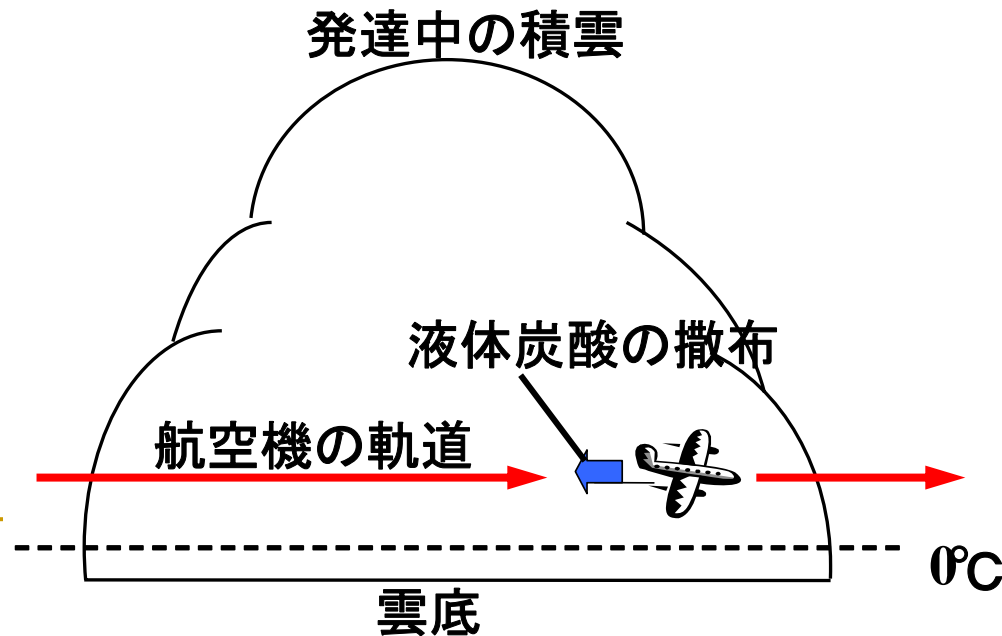 発達中の積雲
液体炭酸の撒布
航空機の軌道
0℃
雲底